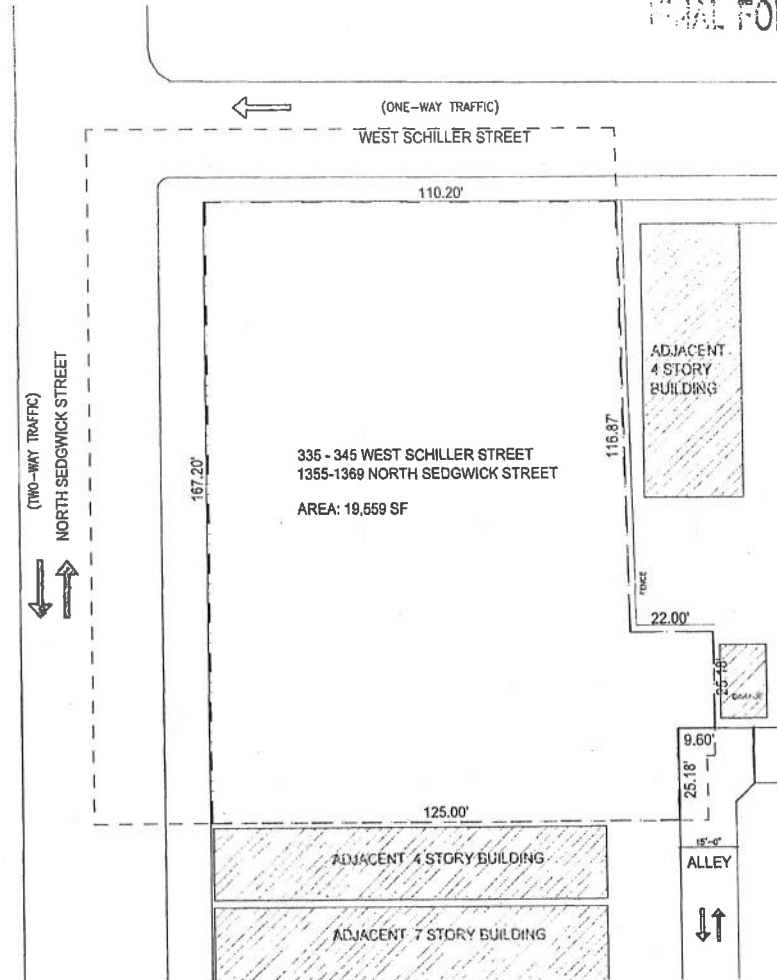 FINAL FO
(ONE-WAY TRAFFIC)
WEST SCHILLER STREET
110.20'
ADJACENT
4 STORY
BUILDING
(TWO-WAY TRAFFIC)
NORTH SEDGWICK STREET
167.20'
116.87'
335 - 345 WEST SCHILLER STREET
1355-1369 NORTH SEDGWICK STREET
AREA: 19,559 SF
FENCE
22.00'
25.18'
GARAGE
9.60'
25.18'
125.00'
15'-0"
ALLEY
ADJACENT 4 STORY BUILDING
ADJACENT 7 STORY BUILDING